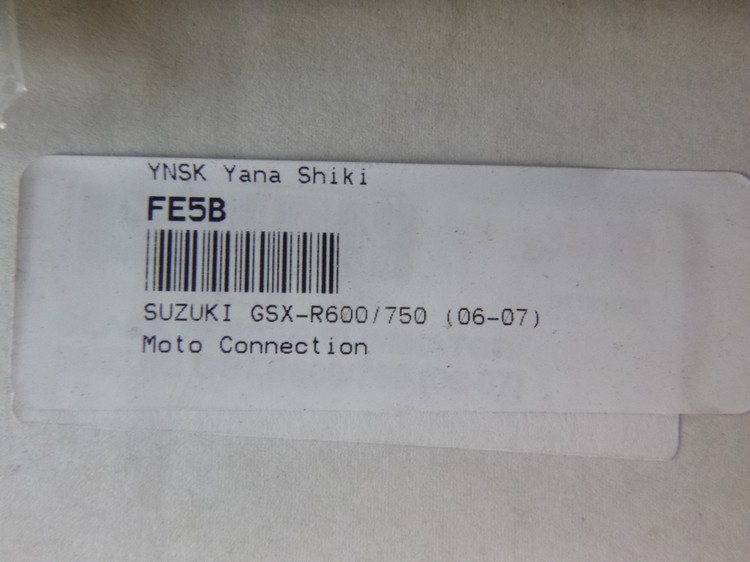 YNSK Yana Shiki
FE5B
SUZUKI GSX-R600/750 (06-07)
Moto Connection